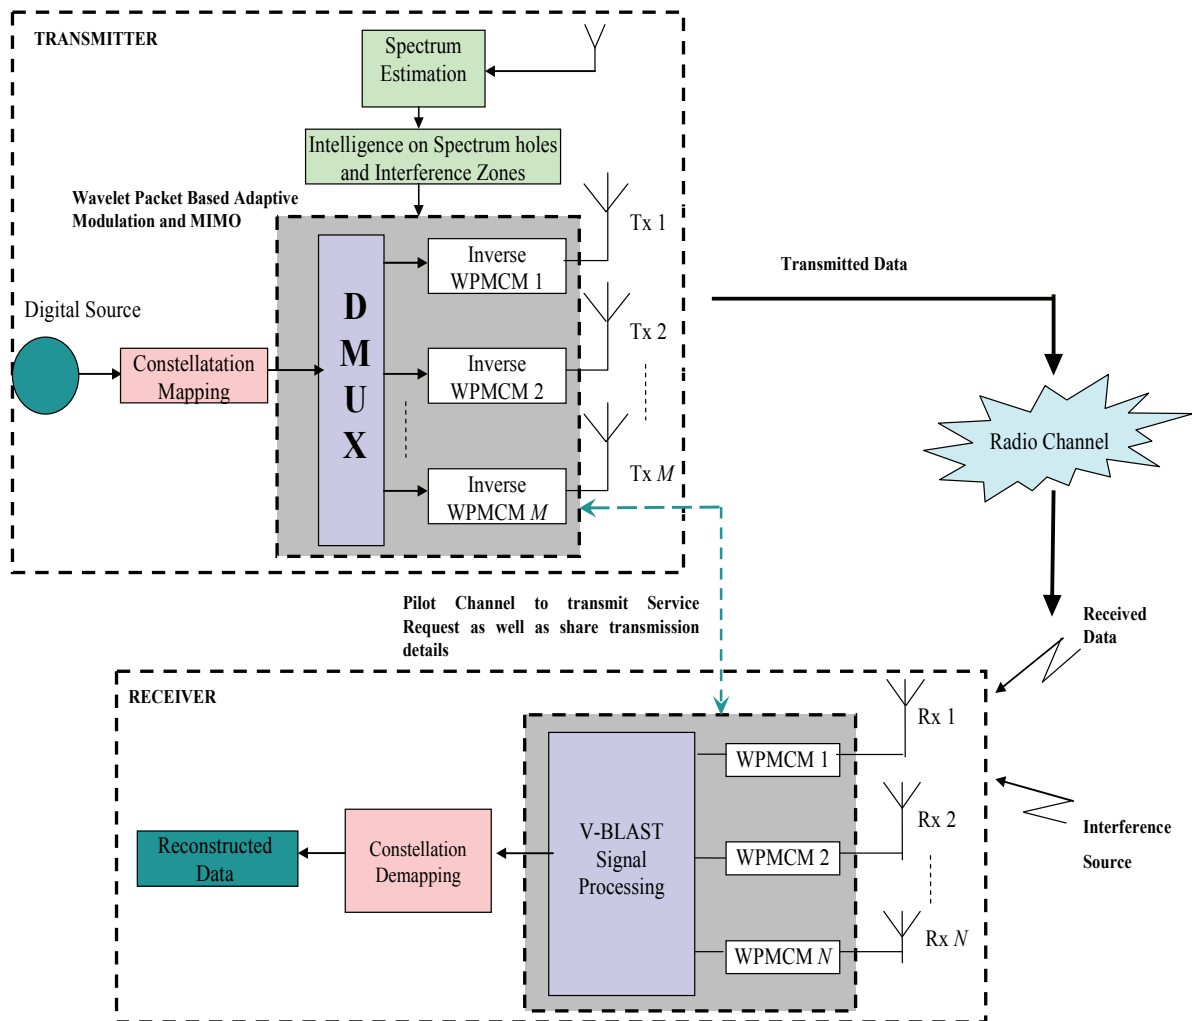 TRANSMITTER
Spectrum
Estimation
Intelligence on Spectrum holes
and Interference Zones
Wavelet Packet Based Adaptive
Modulation and MIMO
Tx 1
Inverse
WPMCM 1
Transmitted Data
Digital Source
D
M
U
X
Tx 2
Constellatation
Mapping
Inverse
WPMCM 2
Radio Channel
Inverse
WPMCM M
Tx M
Pilot Channel to transmit Service
Request as well as share transmission
details
Received
Data
RECEIVER
Rx 1
WPMCM 1
V-BLAST
Signal
Processing
Rx 2
WPMCM 2
Interference
Source
Reconstructed
Data
Constellation
Demapping
Rx N
WPMCM N